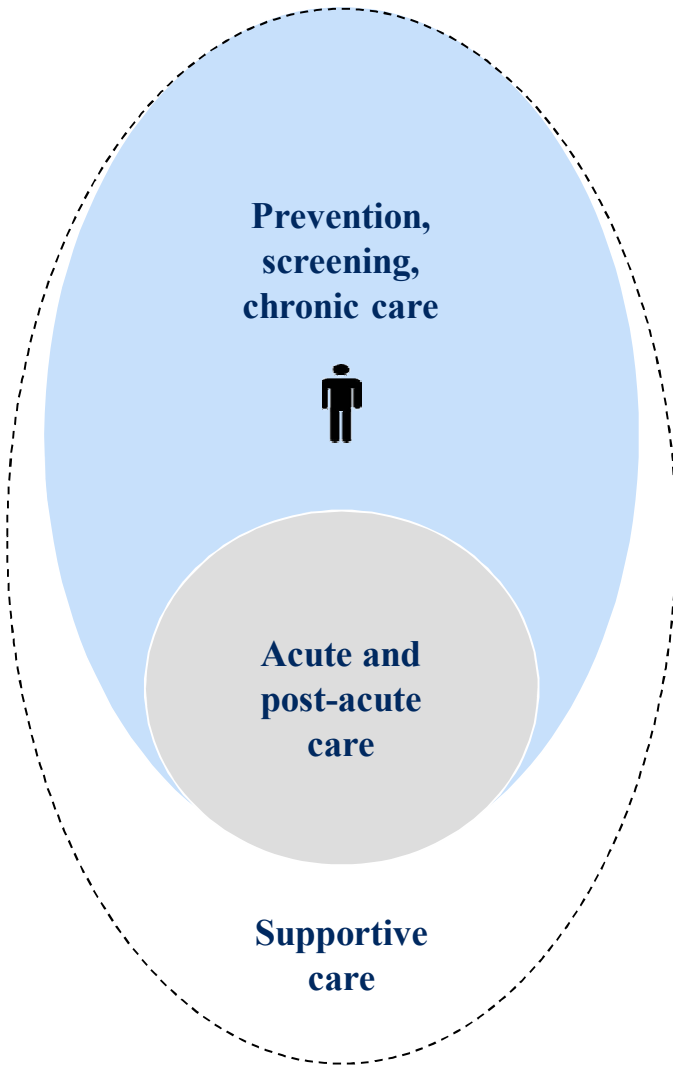 Prevention,
screening,
chronic care
Acute and
post-acute
care
Supportive
care